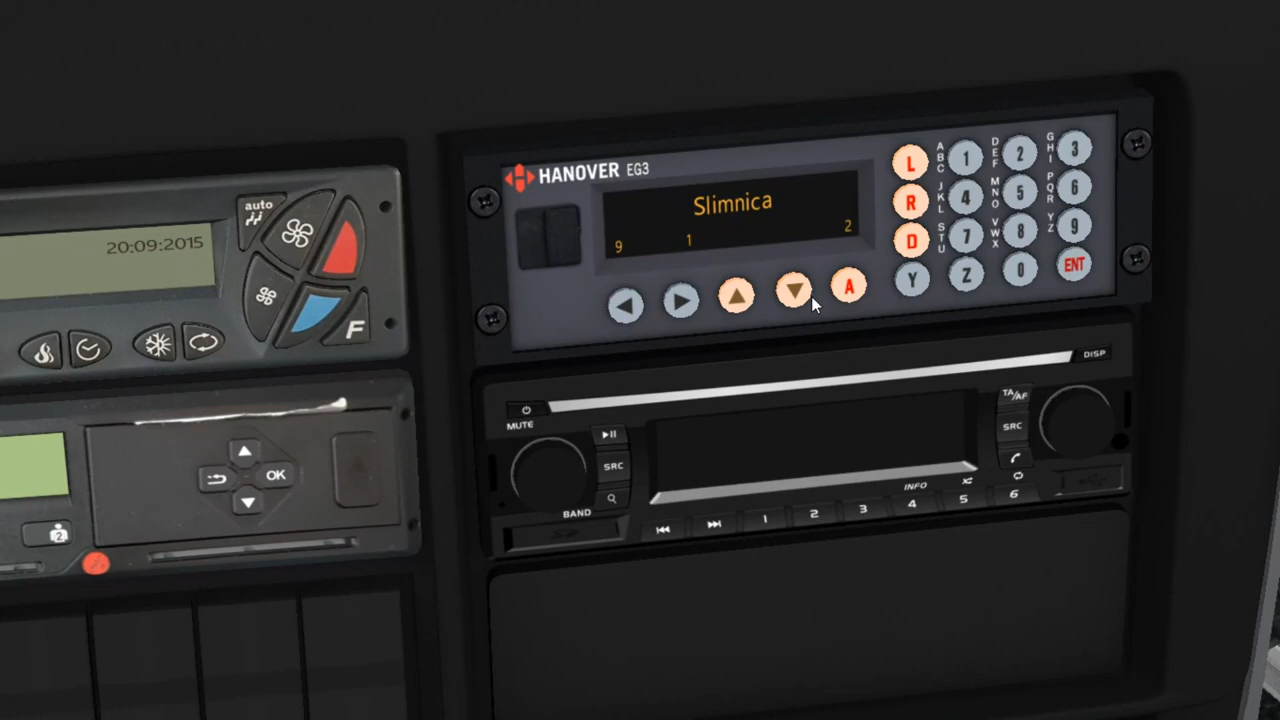 20:09:2015
auto
F
2
OK
HANOVER EG3
Slimnica
9 1 2
A
L
R
D
ABC 1 DEF 2 GHI 3
JKL 4 MNO 5 PQR 6
STU 7 VWX 8 YZ 9
Y Z 0 ENT
DISP
MUTE
TA/AF
SRC
SRC
BAND
INFO
1 2 3 4 5 6